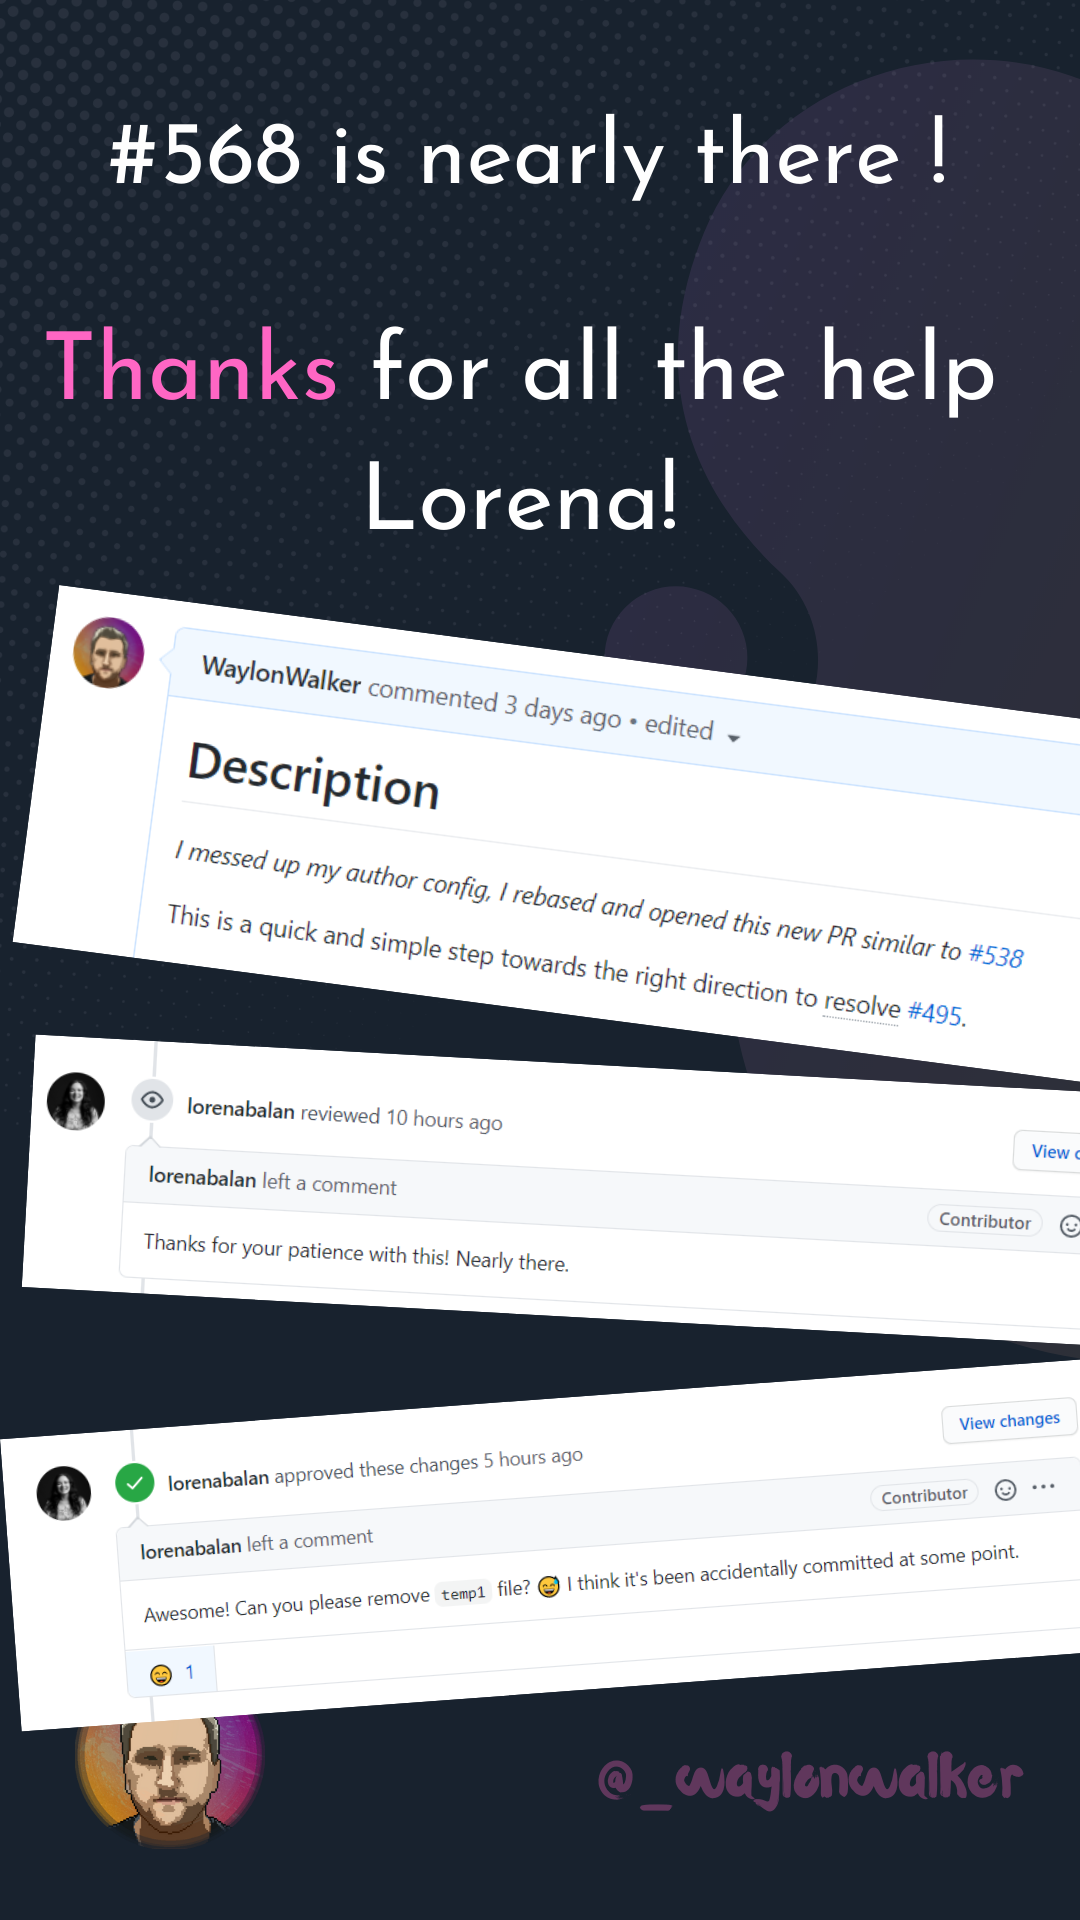 #568 is nearly there !
Thanks for all the help
Lorena!
WaylonWalker commented 3 days ago • edited
Description
I messed up my author config, I rebased and opened this new PR similar to #538
This is a quick and simple step towards the right direction to resolve #495.
lorenabalan reviewed 10 hours ago
View c
lorenabalan left a comment
Contributor
Thanks for your patience with this! Nearly there.
View changes
lorenabalan approved these changes 5 hours ago
Contributor
lorenabalan left a comment
Awesome! Can you please remove temp1 file? 😅 I think it's been accidentally committed at some point.
😄 1
@_waylonwalker